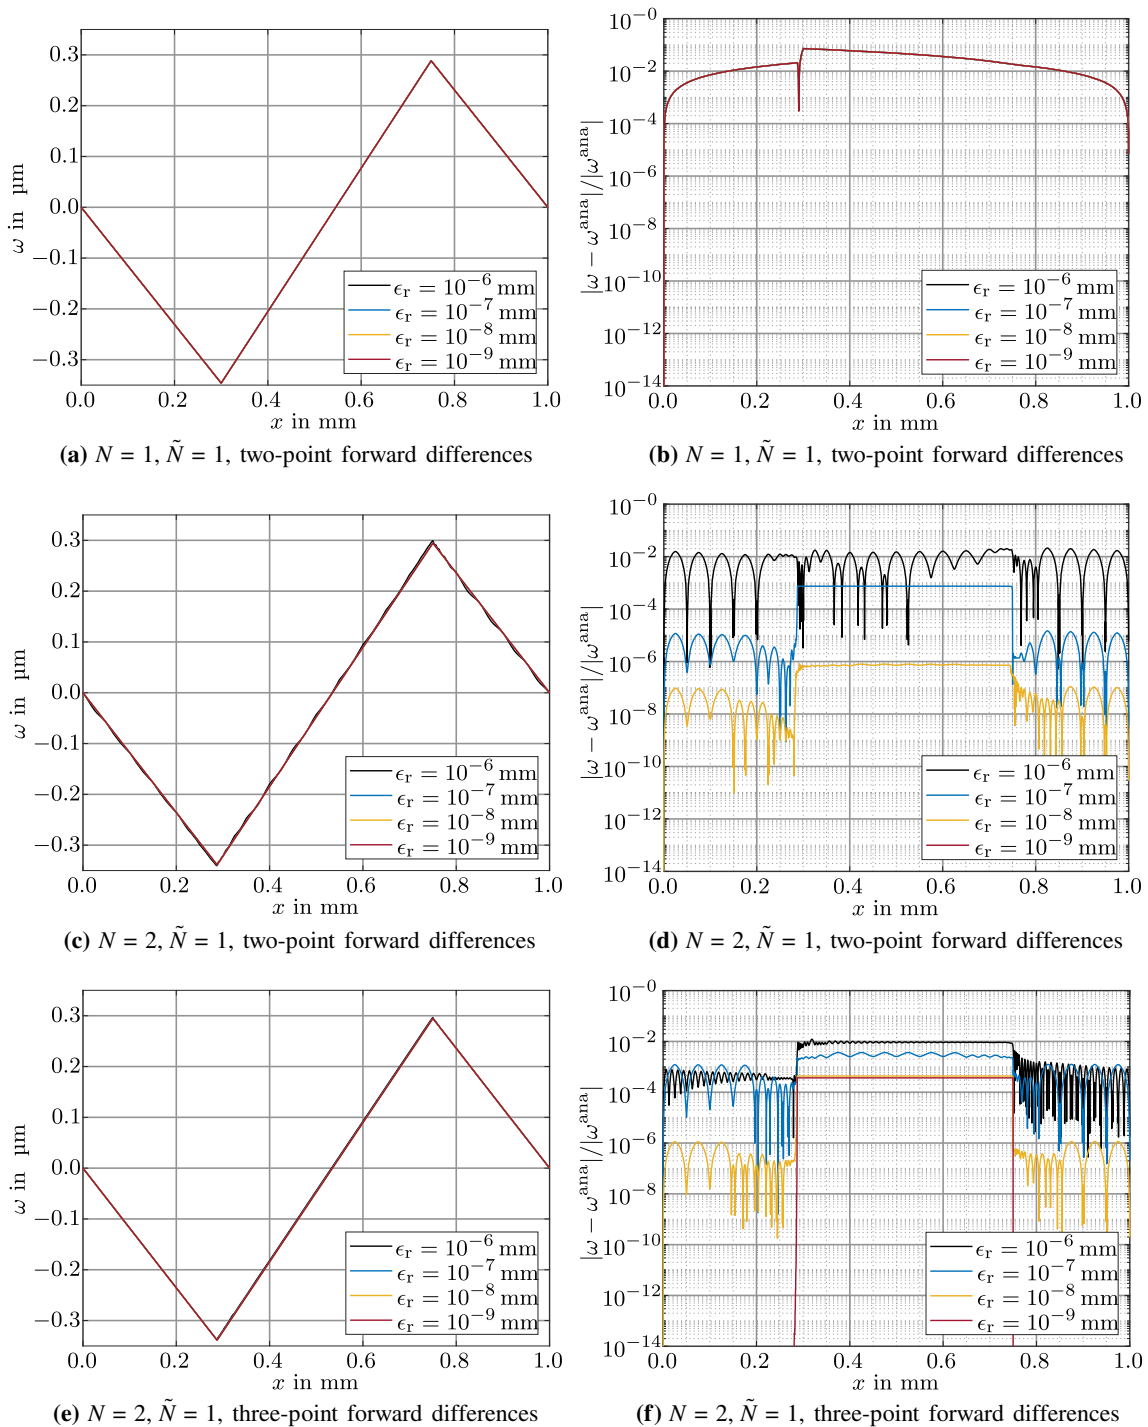 0.3
0.2
0.1
0.0
−0.1
−0.2
−0.3
ω in µm
0.0 0.2 0.4 0.6 0.8 1.0
x in mm
ϵr = 10⁻⁶ mm
ϵr = 10⁻⁷ mm
ϵr = 10⁻⁸ mm
ϵr = 10⁻⁹ mm
(a) N = 1, Ñ = 1, two-point forward differences
10⁻⁰
10⁻²
10⁻⁴
10⁻⁶
10⁻⁸
10⁻¹⁰
10⁻¹²
10⁻¹⁴
|ω − ωᵃⁿᵃ|/|ωᵃⁿᵃ|
0.0 0.2 0.4 0.6 0.8 1.0
x in mm
ϵr = 10⁻⁶ mm
ϵr = 10⁻⁷ mm
ϵr = 10⁻⁸ mm
ϵr = 10⁻⁹ mm
(b) N = 1, Ñ = 1, two-point forward differences
0.3
0.2
0.1
0.0
−0.1
−0.2
−0.3
ω in µm
0.0 0.2 0.4 0.6 0.8 1.0
x in mm
ϵr = 10⁻⁶ mm
ϵr = 10⁻⁷ mm
ϵr = 10⁻⁸ mm
ϵr = 10⁻⁹ mm
(c) N = 2, Ñ = 1, two-point forward differences
10⁻⁰
10⁻²
10⁻⁴
10⁻⁶
10⁻⁸
10⁻¹⁰
10⁻¹²
10⁻¹⁴
|ω − ωᵃⁿᵃ|/|ωᵃⁿᵃ|
0.0 0.2 0.4 0.6 0.8 1.0
x in mm
ϵr = 10⁻⁶ mm
ϵr = 10⁻⁷ mm
ϵr = 10⁻⁸ mm
ϵr = 10⁻⁹ mm
(d) N = 2, Ñ = 1, two-point forward differences
0.3
0.2
0.1
0.0
−0.1
−0.2
−0.3
ω in µm
0.0 0.2 0.4 0.6 0.8 1.0
x in mm
ϵr = 10⁻⁶ mm
ϵr = 10⁻⁷ mm
ϵr = 10⁻⁸ mm
ϵr = 10⁻⁹ mm
(e) N = 2, Ñ = 1, three-point forward differences
10⁻⁰
10⁻²
10⁻⁴
10⁻⁶
10⁻⁸
10⁻¹⁰
10⁻¹²
10⁻¹⁴
|ω − ωᵃⁿᵃ|/|ωᵃⁿᵃ|
0.0 0.2 0.4 0.6 0.8 1.0
x in mm
ϵr = 10⁻⁶ mm
ϵr = 10⁻⁷ mm
ϵr = 10⁻⁸ mm
ϵr = 10⁻⁹ mm
(f) N = 2, Ñ = 1, three-point forward differences